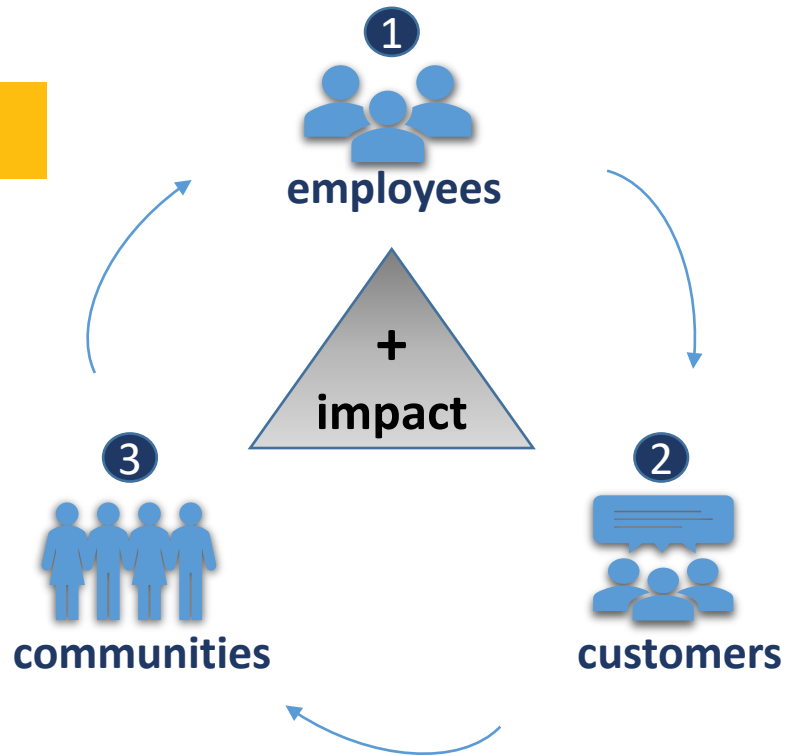 1
employees
+
impact
3
2
communities
customers